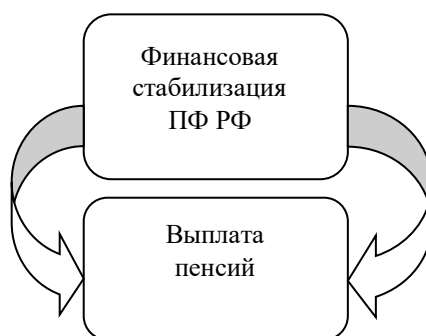 Финансовая
стабилизация
ПФ РФ
Выплата
пенсий